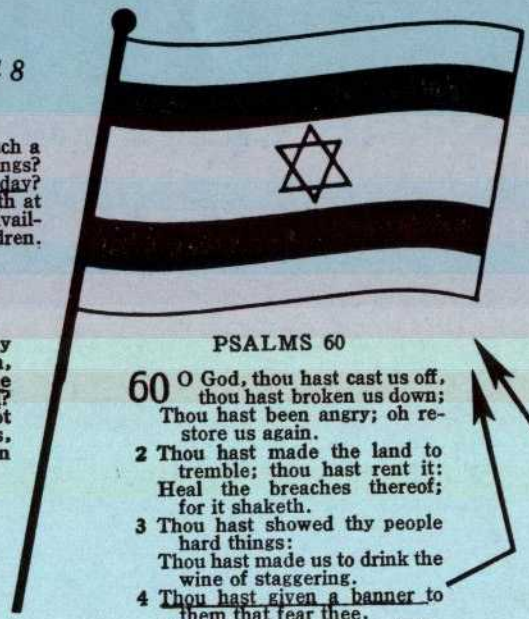 8
ch a
ngs?
day?
th at
vail-
dren.
PSALMS 60
60 O God, thou hast cast us off,
thou hast broken us down;
Thou hast been angry; oh re-
store us again.
2 Thou hast made the land to
tremble; thou hast rent it:
Heal the breaches thereof;
for it shaketh.
3 Thou hast showed thy people
hard things:
Thou hast made us to drink the
wine of staggering.
4 Thou hast given a banner to
them that fear thee,